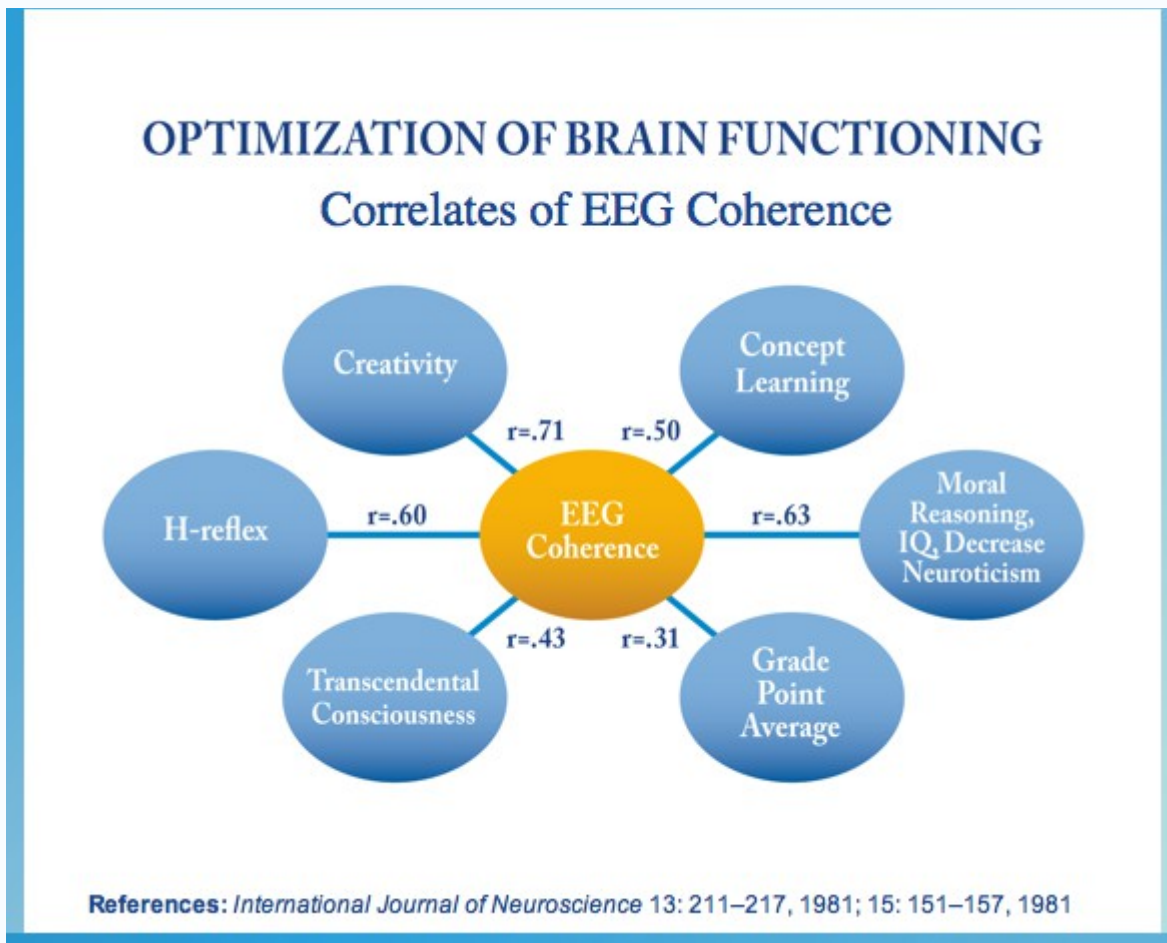 OPTIMIZATION OF BRAIN FUNCTIONING
Correlates of EEG Coherence
Creativity
Concept
Learning
r=.71
r=.50
H-reflex
r=.60
EEG
Coherence
r=.63
Moral
Reasoning,
IQ, Decrease
Neuroticism
r=.43
r=.31
Transcendental
Consciousness
Grade
Point
Average
References: International Journal of Neuroscience 13: 211–217, 1981; 15: 151–157, 1981